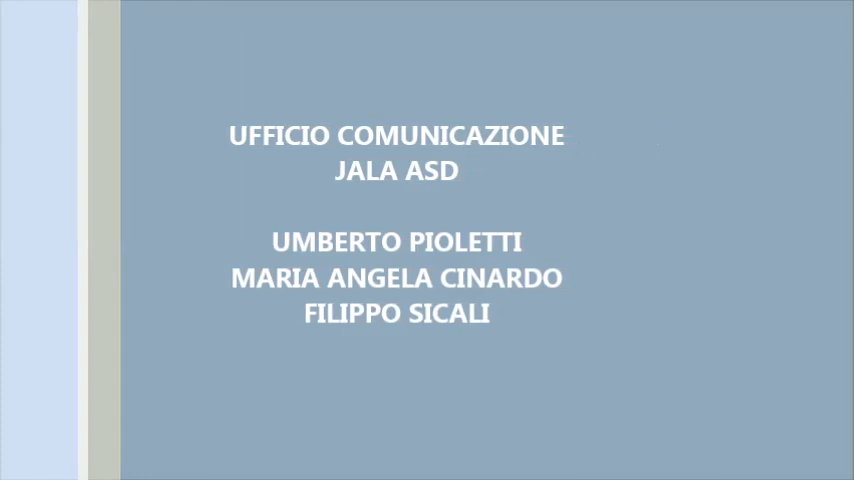 UFFICIO COMUNICAZIONE
JALA ASD
UMBERTO PIOLETTI
MARIA ANGELA CINARDO
FILIPPO SICALI